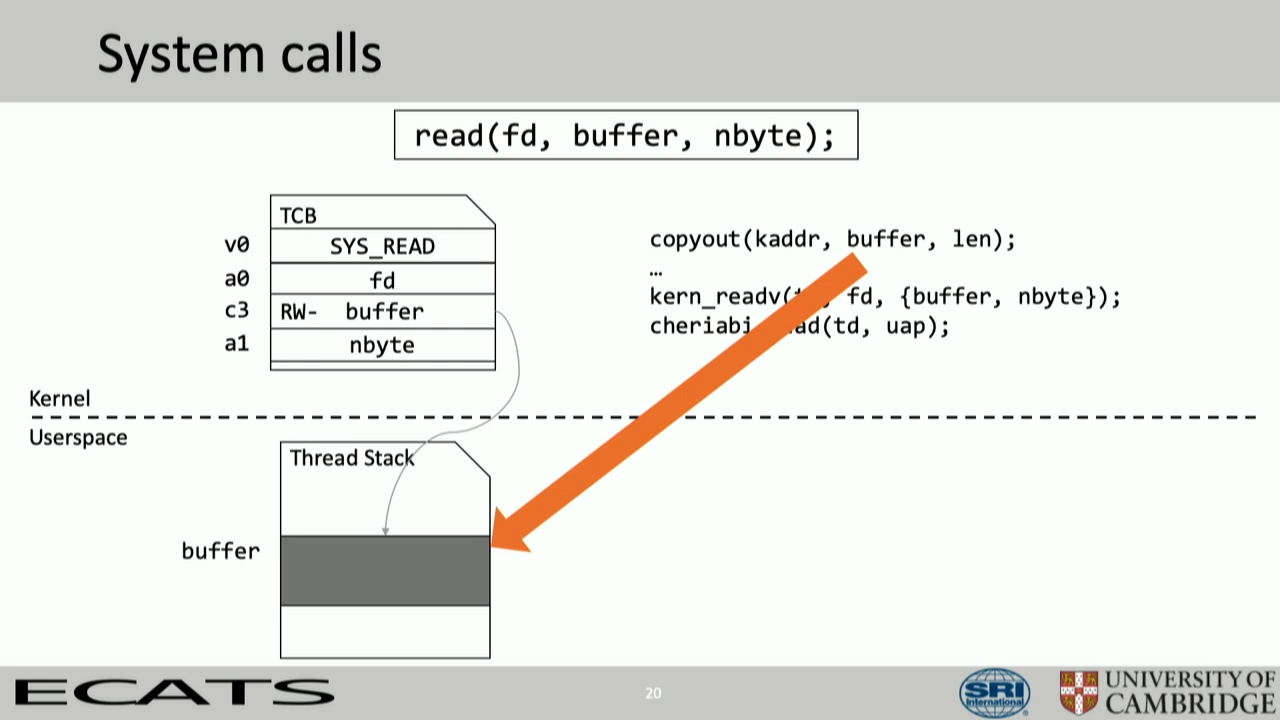 System calls
read(fd, buffer, nbyte);
TCB
v0 SYS_READ
a0 fd
c3 RW- buffer
a1 nbyte
copyout(kaddr, buffer, len);
…
kern_readv( fd, {buffer, nbyte});
cheriabi ad(td, uap);
Kernel
Userspace
Thread Stack
buffer
ECATS
20
SRI
International
UNIVERSITY OF
CAMBRIDGE